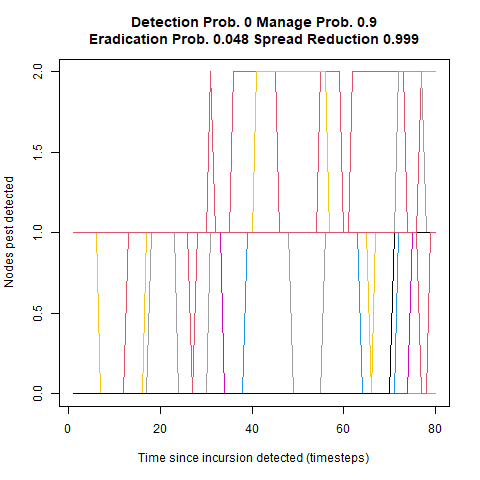 Detection Prob. 0 Manage Prob. 0.9
Eradication Prob. 0.048 Spread Reduction 0.999
Nodes pest detected
2.0
1.5
1.0
0.5
0.0
0 20 40 60 80
Time since incursion detected (timesteps)